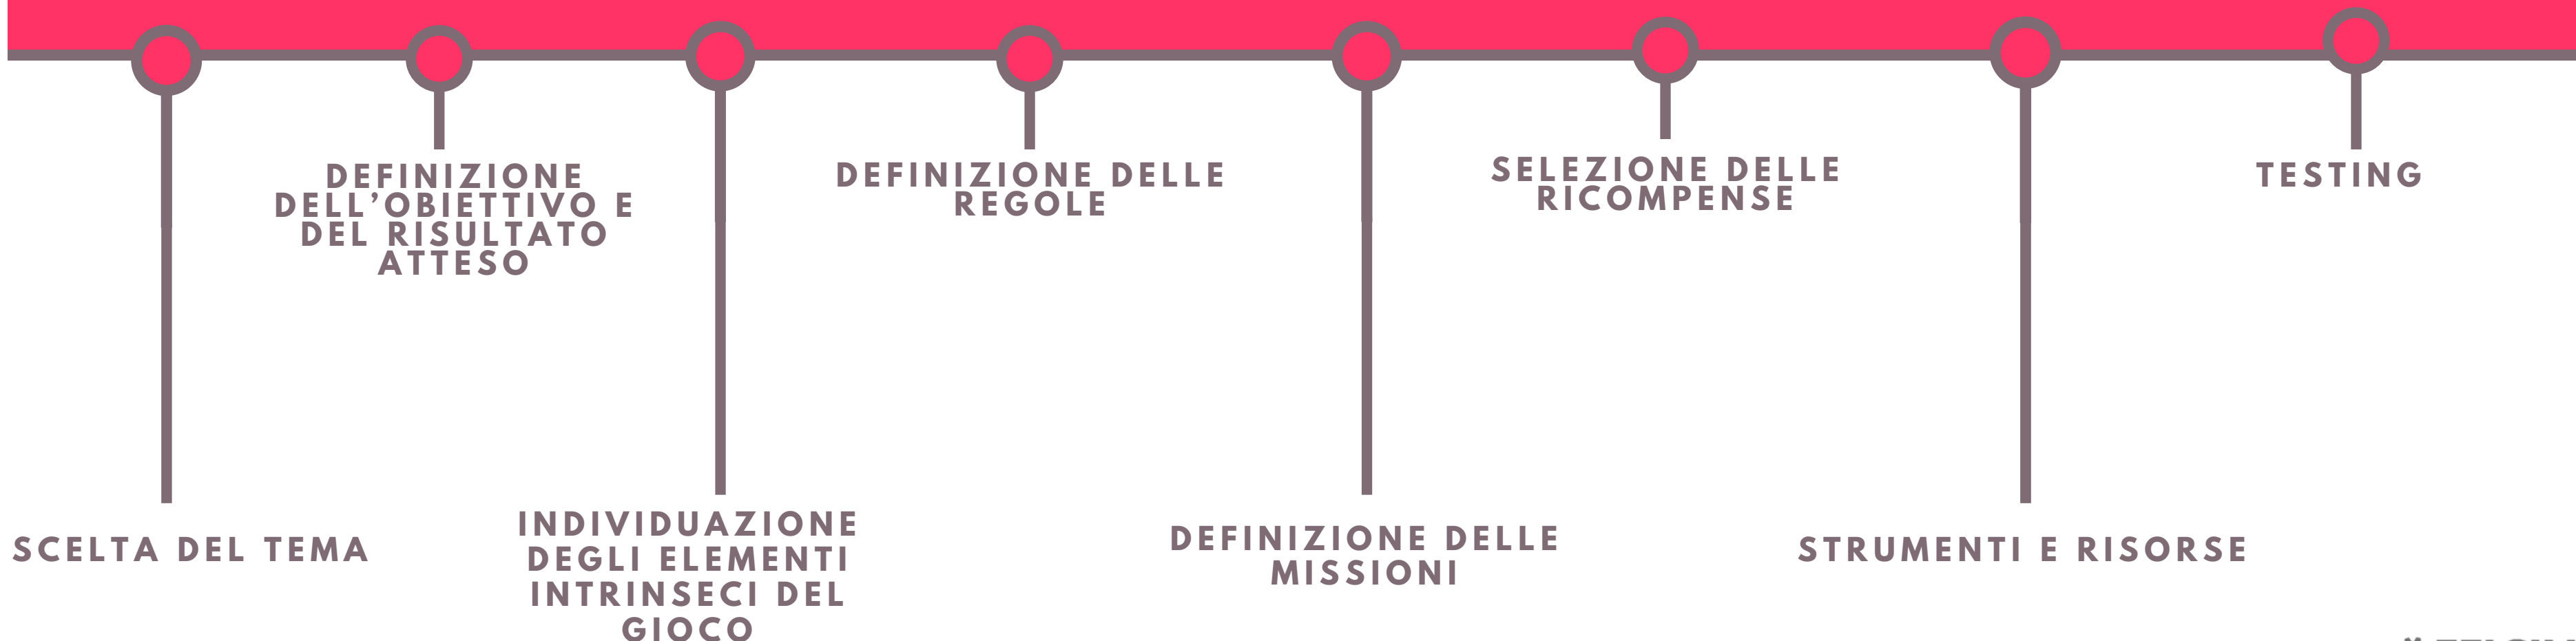 SCELTA DEL TEMA
DEFINIZIONE
DELL’OBIETTIVO E
DEL RISULTATO
ATTESO
INDIVIDUAZIONE
DEGLI ELEMENTI
INTRINSECI DEL
GIOCO
DEFINIZIONE DELLE
REGOLE
DEFINIZIONE DELLE
MISSIONI
SELEZIONE DELLE
RICOMPENSE
STRUMENTI E RISORSE
TESTING